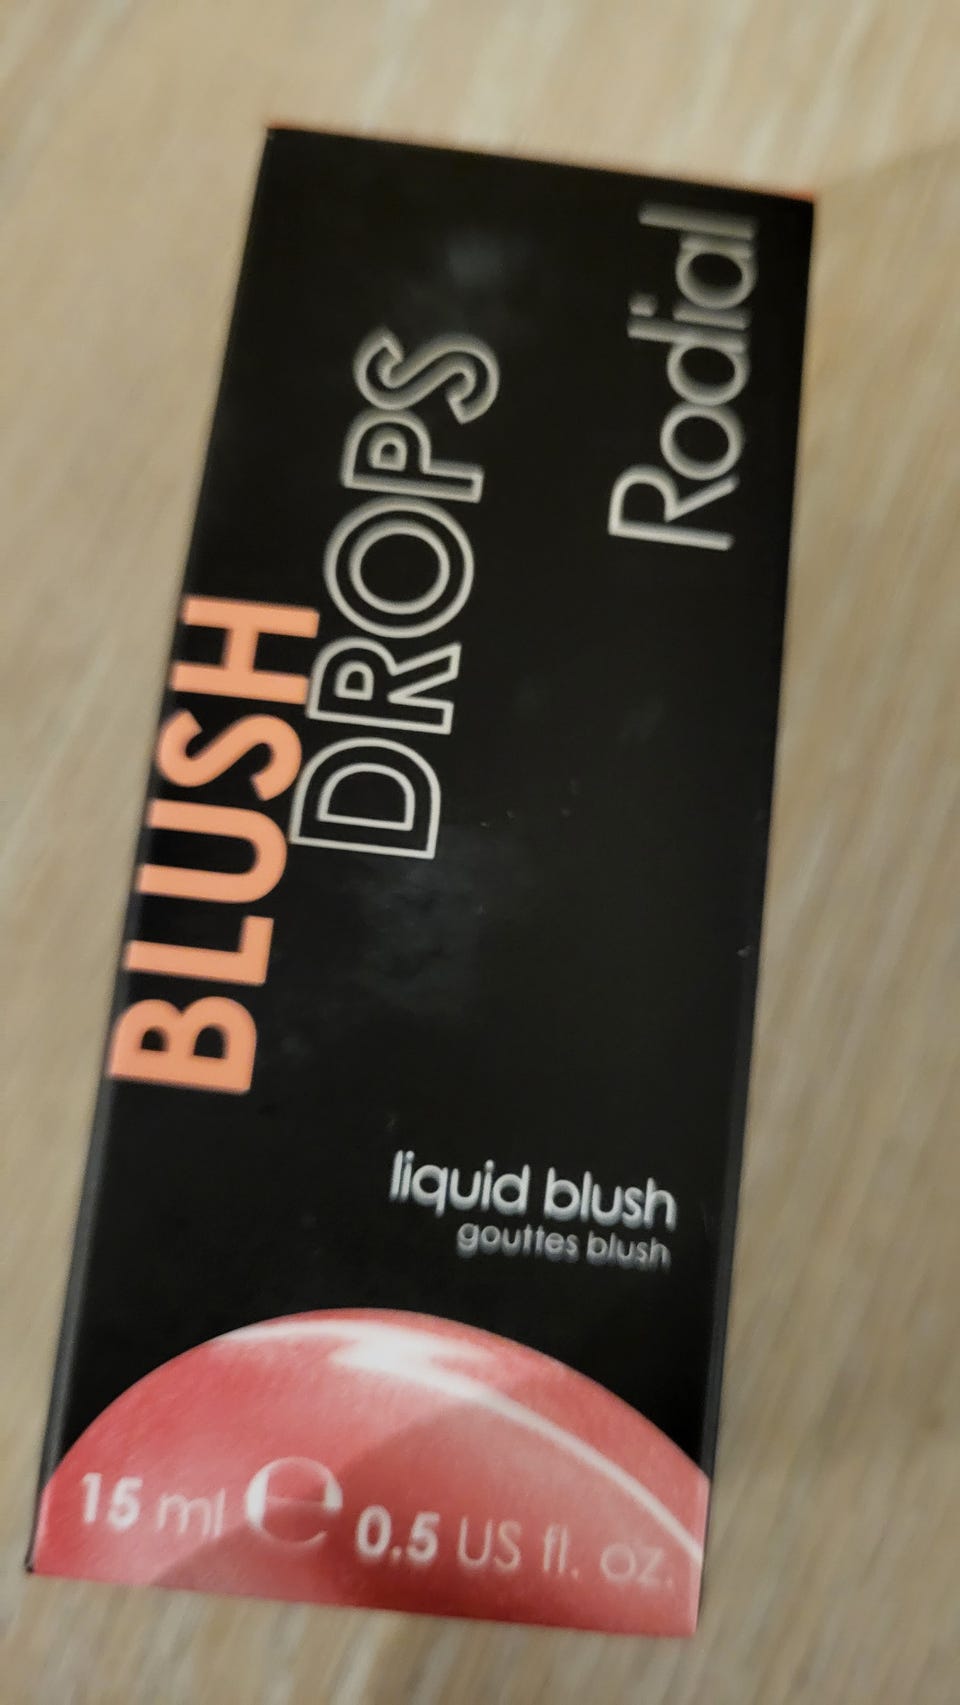 Rodial
BLUSH
DROPS
liquid blush
gouttes blush
15 ml e 0.5 US fl. oz.